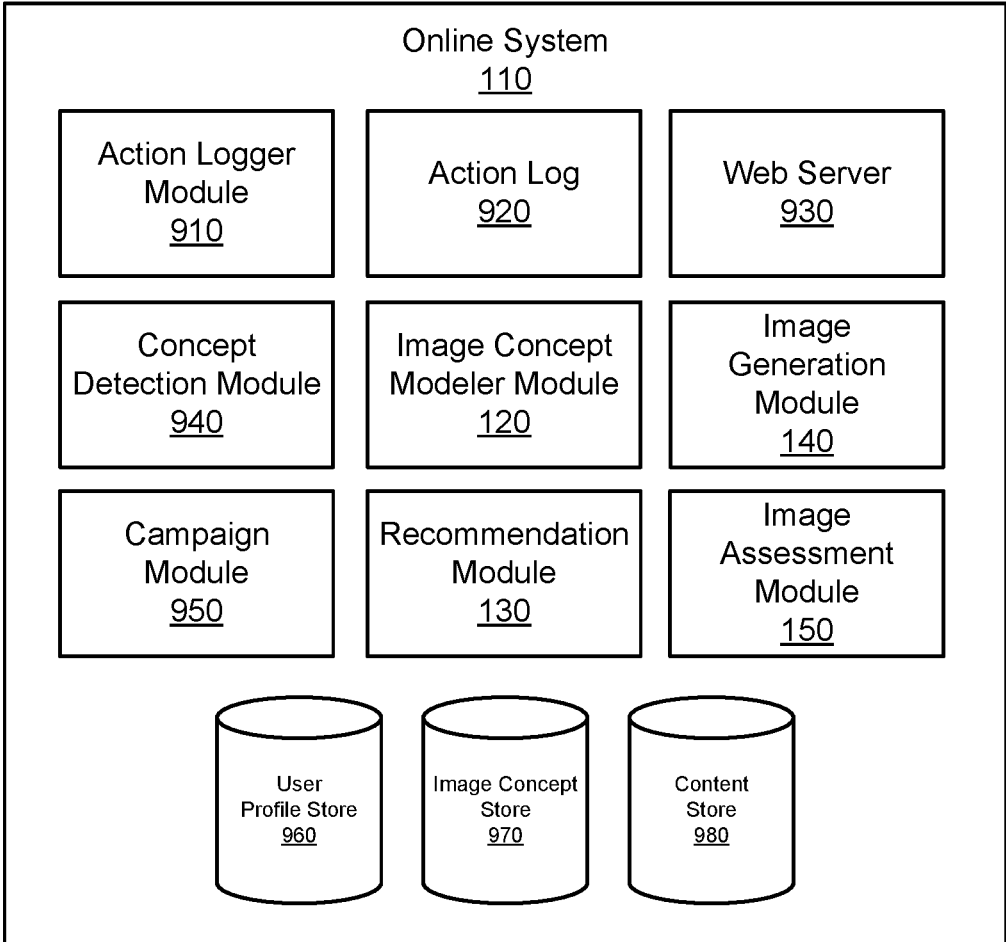 Online System
110
Action Logger
Module
910
Action Log
920
Web Server
930
Concept
Detection Module
940
Image Concept
Modeler Module
120
Image
Generation
Module
140
Campaign
Module
950
Recommendation
Module
130
Image
Assessment
Module
150
User
Profile Store
960
Image Concept
Store
970
Content
Store
980